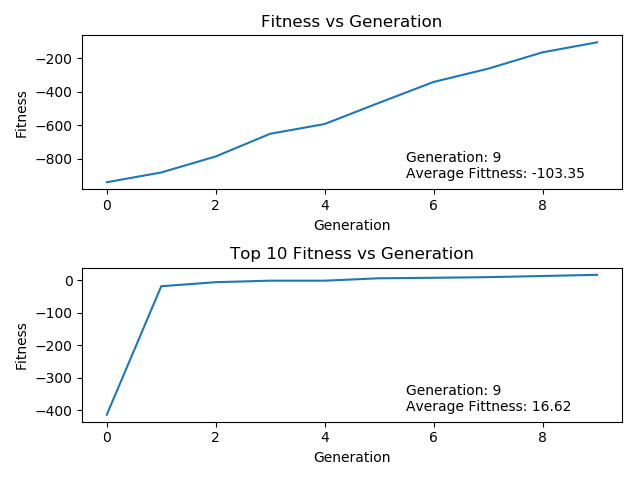 Fitness vs Generation
Fitness
−200
−400
−600
−800
Generation: 9
Average Fittness: -103.35
0 2 4 6 8
Generation
Top 10 Fitness vs Generation
Fitness
0
−100
−200
−300
−400
Generation: 9
Average Fittness: 16.62
0 2 4 6 8
Generation